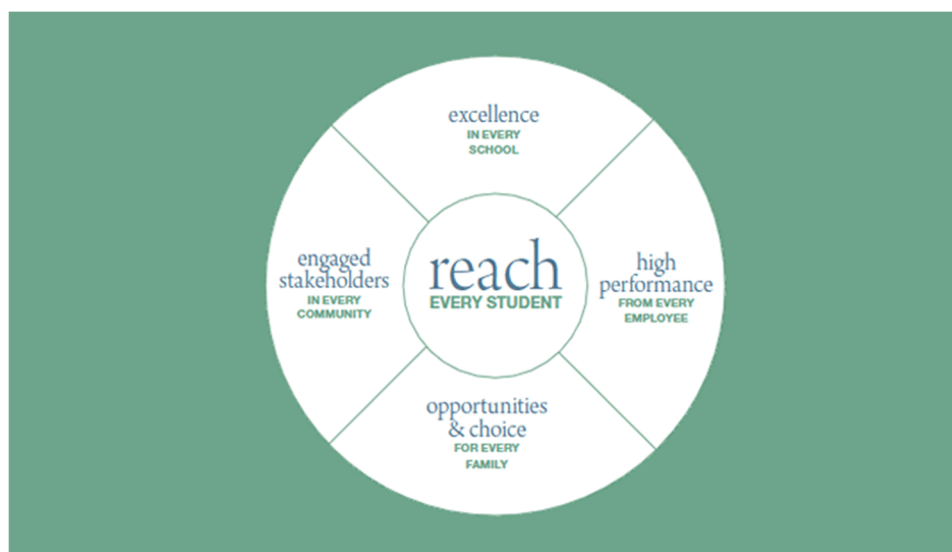 excellence
IN EVERY
SCHOOL
engaged
stakeholders
IN EVERY
COMMUNITY
reach
EVERY STUDENT
high
performance
FROM EVERY
EMPLOYEE
opportunities
& choice
FOR EVERY
FAMILY